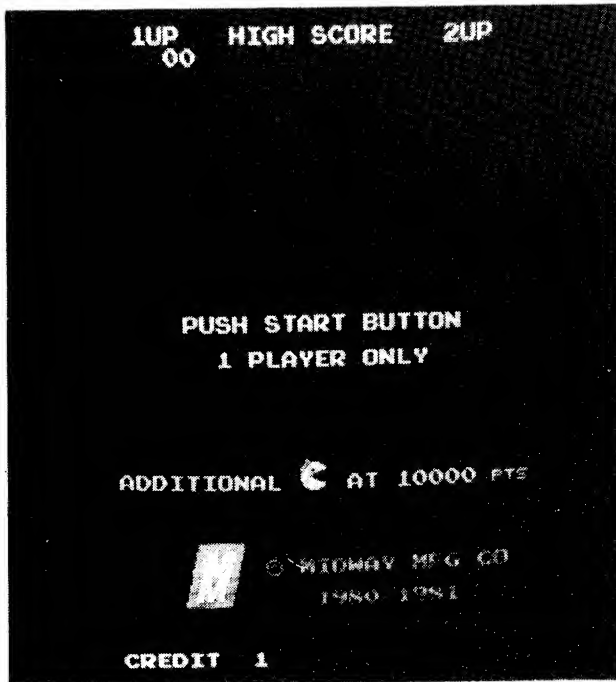 1UP HIGH SCORE 2UP
00
PUSH START BUTTON
1 PLAYER ONLY
ADDITIONAL AT 10000 PTS
M © MIDWAY MFG CO
1980 1981
CREDIT 1